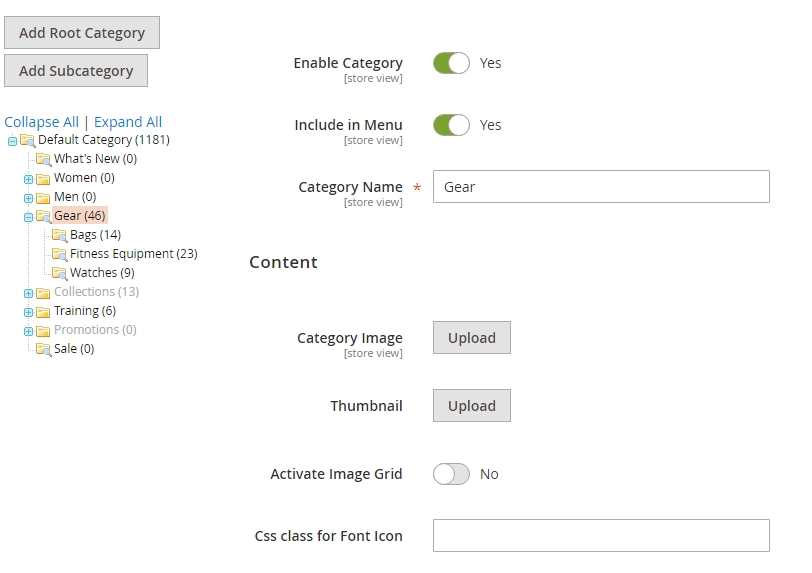 Add Root Category
Add Subcategory
Collapse All | Expand All
Default Category (1181)
What's New (0)
Women (0)
Men (0)
Gear (46)
Bags (14)
Fitness Equipment (23)
Watches (9)
Collections (13)
Training (6)
Promotions (0)
Sale (0)
Enable Category
[store view]
Yes
Include in Menu
[store view]
Yes
Category Name *
[store view]
Gear
Content
Category Image
[store view]
Upload
Thumbnail
Upload
Activate Image Grid
No
Css class for Font Icon